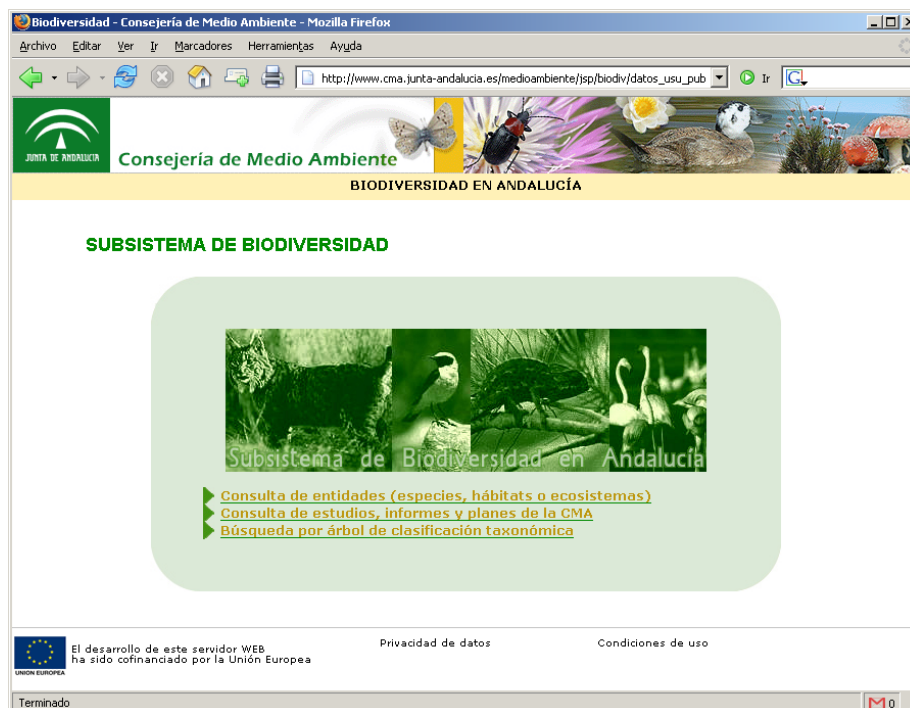 Biodiversidad - Consejería de Medio Ambiente - Mozilla Firefox
Archivo Editar Ver Ir Marcadores Herramientas Ayuda
http://www.cma.junta-andalucia.es/medioambiente/jsp/biodiv/datos_usu_pub Ir G
JUNTA DE ANDALUCIA
Consejería de Medio Ambiente
BIODIVERSIDAD EN ANDALUCÍA
SUBSISTEMA DE BIODIVERSIDAD
Subsistema de Biodiversidad en Andalucía
Consulta de entidades (especies, hábitats o ecosistemas)
Consulta de estudios, informes y planes de la CMA
Búsqueda por árbol de clasificación taxonómica
El desarrollo de este servidor WEB
ha sido cofinanciado por la Unión Europea
UNION EUROPEA
Privacidad de datos
Condiciones de uso
Terminado
0